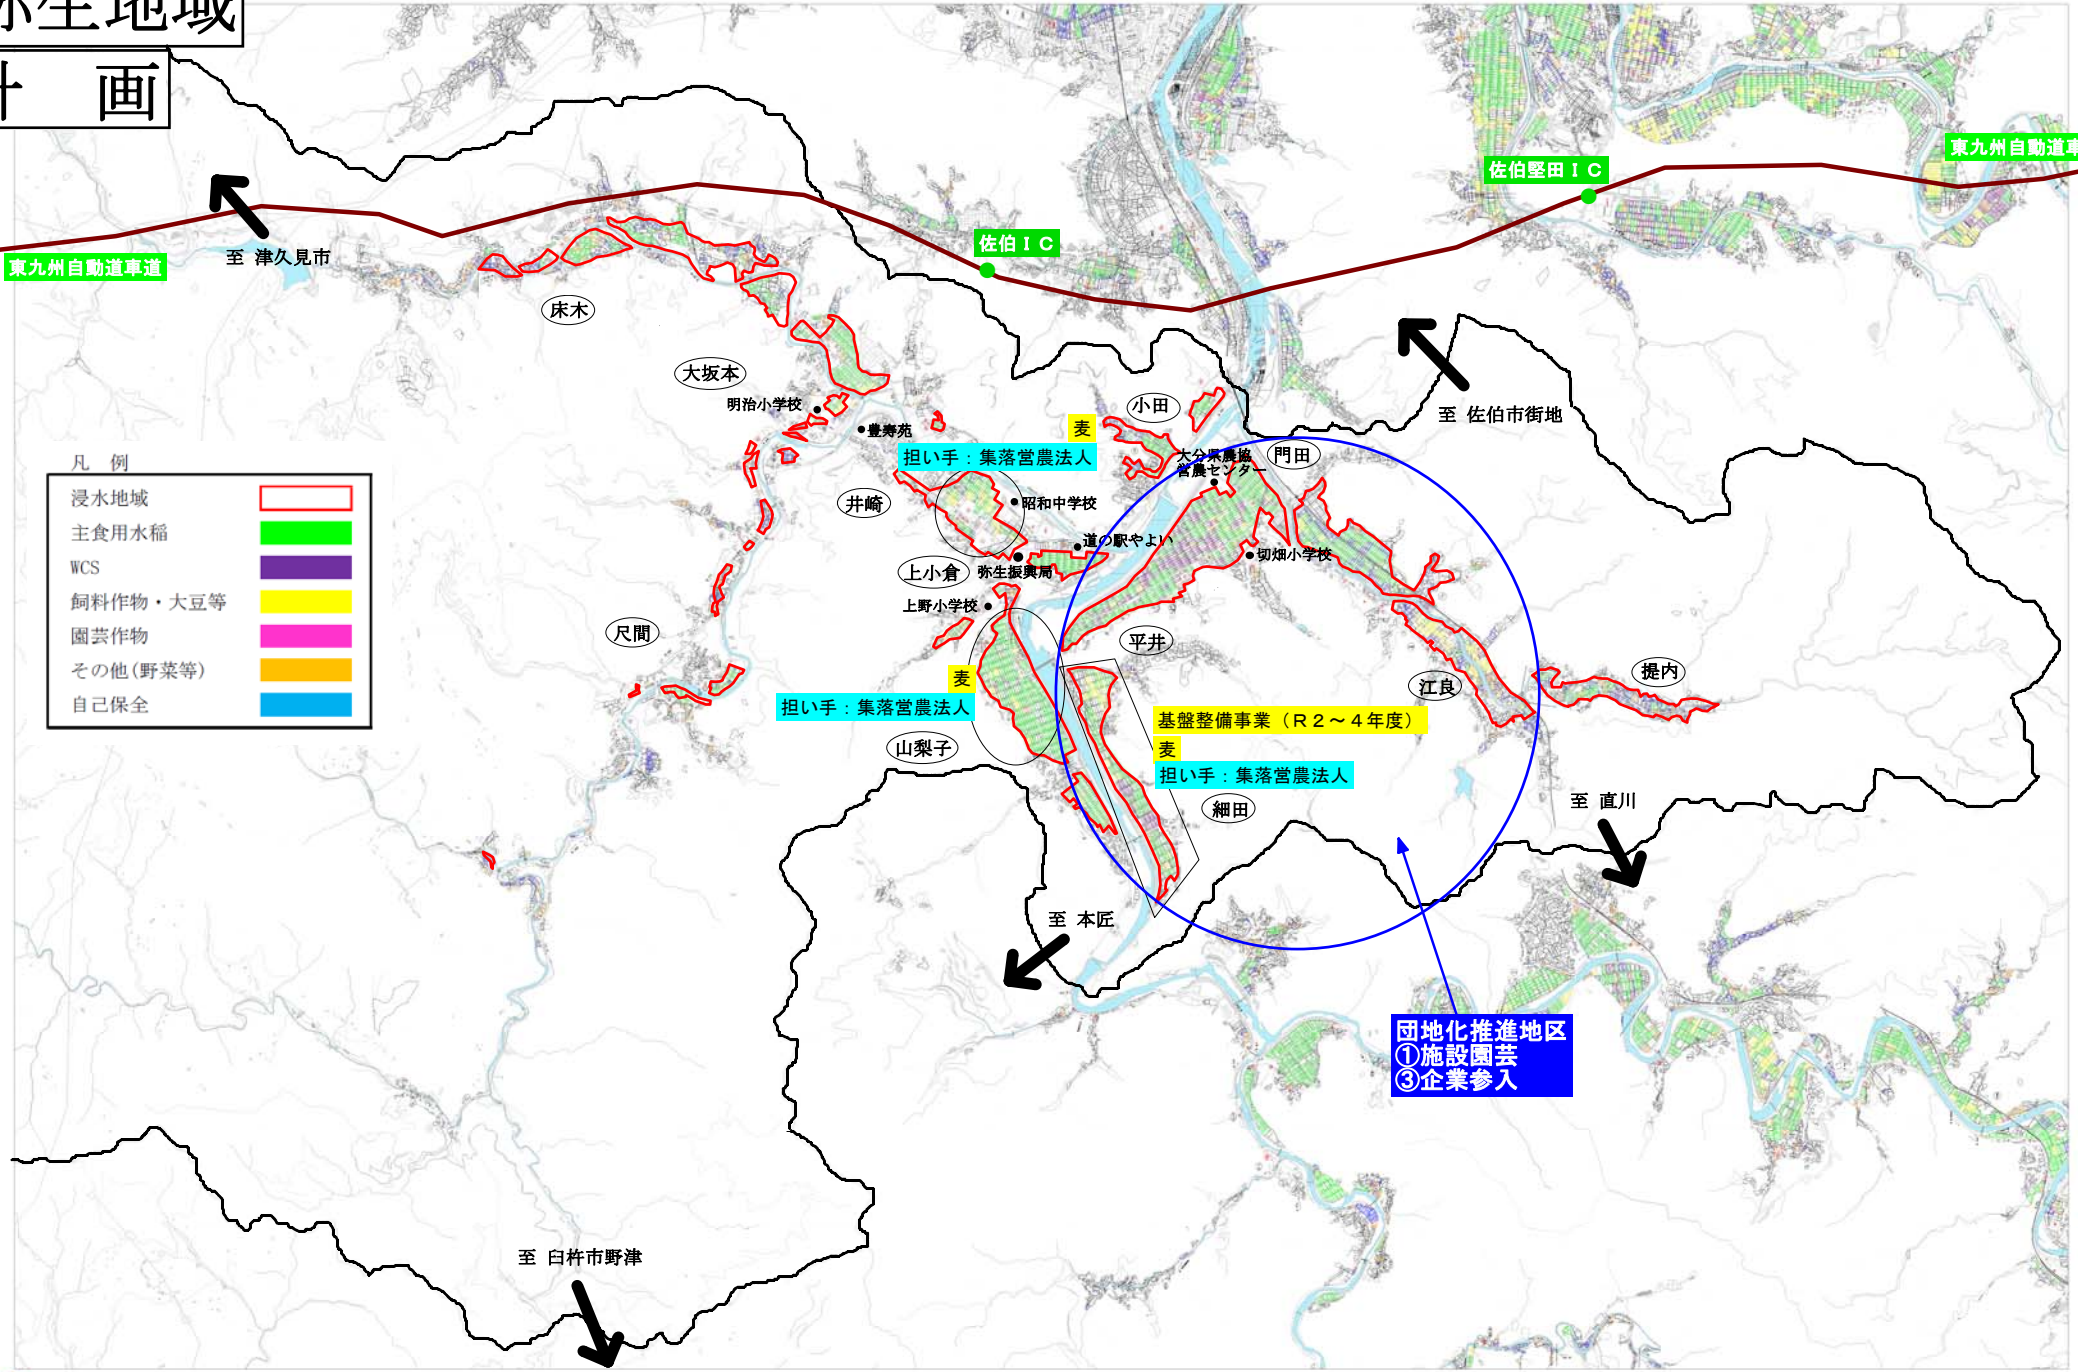 弥生地域
計　画
東九州自動車道
佐伯堅田ＩＣ
佐伯ＩＣ
東九州自動道車
至 津久見市
床木
大坂本
明治小学校
豊寿苑
小田
至 佐伯市街地
麦
担い手：集落営農法人
大分県農協
営農センター
門田
井崎
昭和中学校
道の駅やよい
切畑小学校
上小倉
弥生振興局
上野小学校
尺間
平井
江良
提内
麦
担い手：集落営農法人
山梨子
基盤整備事業（Ｒ２～４年度）
麦
担い手：集落営農法人
細田
至 直川
至 本匠
団地化推進地区
①施設園芸
③企業参入
至 臼杵市野津
凡　例
浸水地域
主食用水稲
WCS
飼料作物・大豆等
園芸作物
その他(野菜等)
自己保全